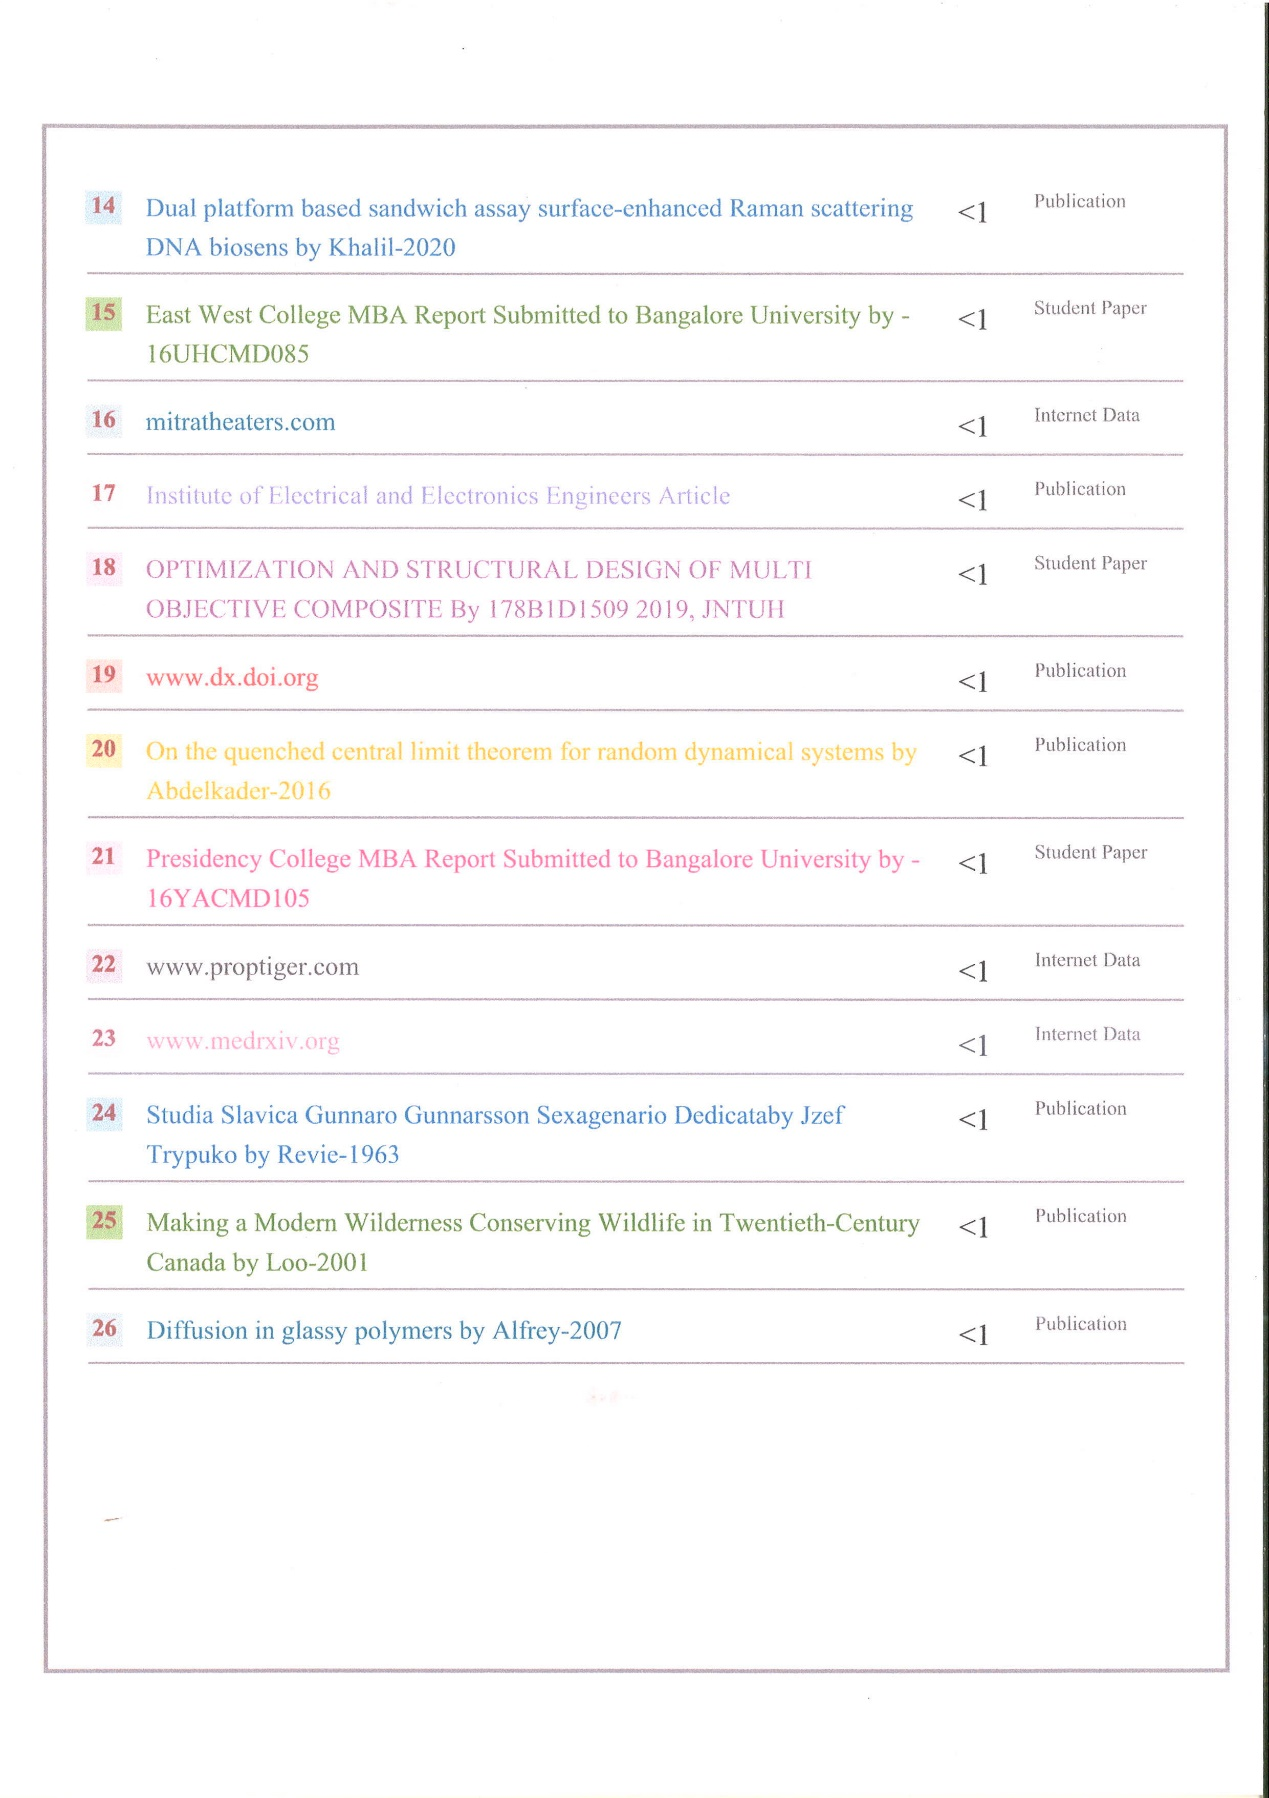 14 Dual platform based sandwich assay surface-enhanced Raman scattering <1 Publication
DNA biosens by Khalil-2020
15 East West College MBA Report Submitted to Bangalore University by - <1 Student Paper
16UHCMD085
16 mitratheaters.com <1 Internet Data
17 Institute of Electrical and Electronics Engineers Article <1 Publication
18 OPTIMIZATION AND STRUCTURAL DESIGN OF MULTI <1 Student Paper
OBJECTIVE COMPOSITE By 178B1D1509 2019, JNTUH
19 www.dx.doi.org <1 Publication
20 On the quenched central limit theorem for random dynamical systems by <1 Publication
Abdelkader-2016
21 Presidency College MBA Report Submitted to Bangalore University by - <1 Student Paper
16YACMD105
22 www.proptiger.com <1 Internet Data
23 www.medrxiv.org <1 Internet Data
24 Studia Slavica Gunnaro Gunnarsson Sexagenario Dedicataby Jzef <1 Publication
Trypuko by Revie-1963
25 Making a Modern Wilderness Conserving Wildlife in Twentieth-Century <1 Publication
Canada by Loo-2001
26 Diffusion in glassy polymers by Alfrey-2007 <1 Publication